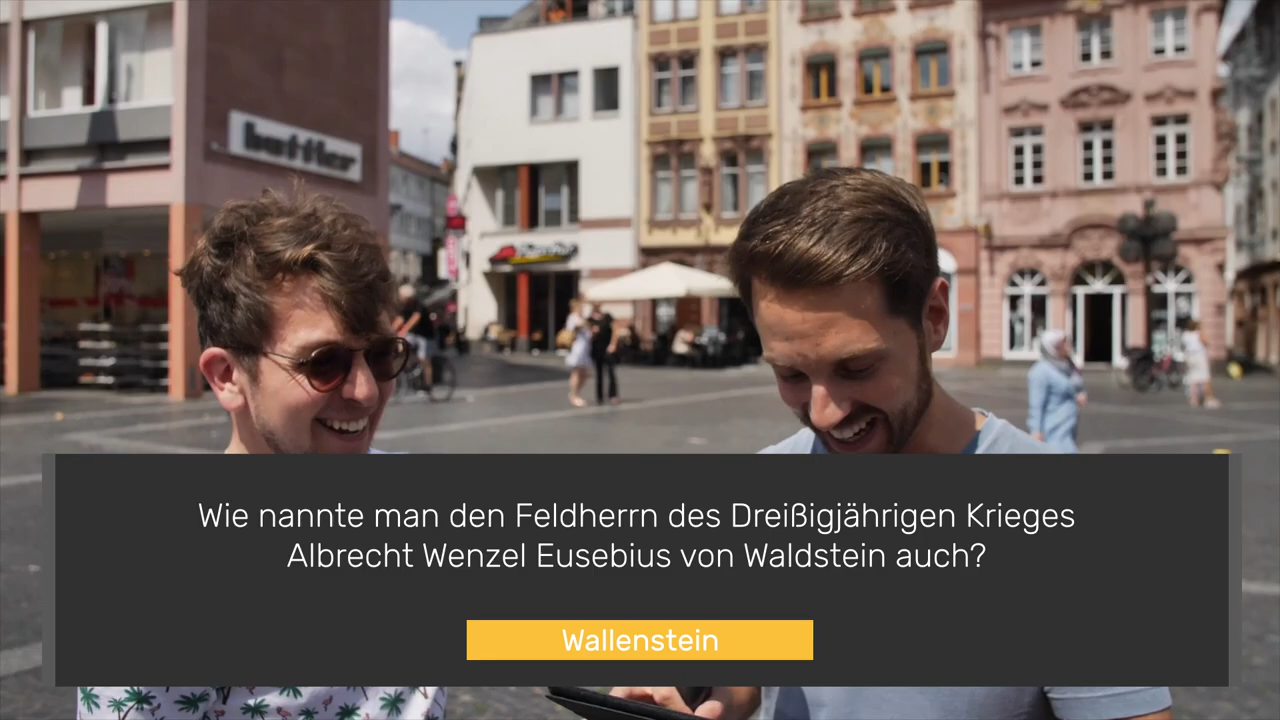 Wie nannte man den Feldherrn des Dreißigjährigen Krieges
Albrecht Wenzel Eusebius von Waldstein auch?
Wallenstein